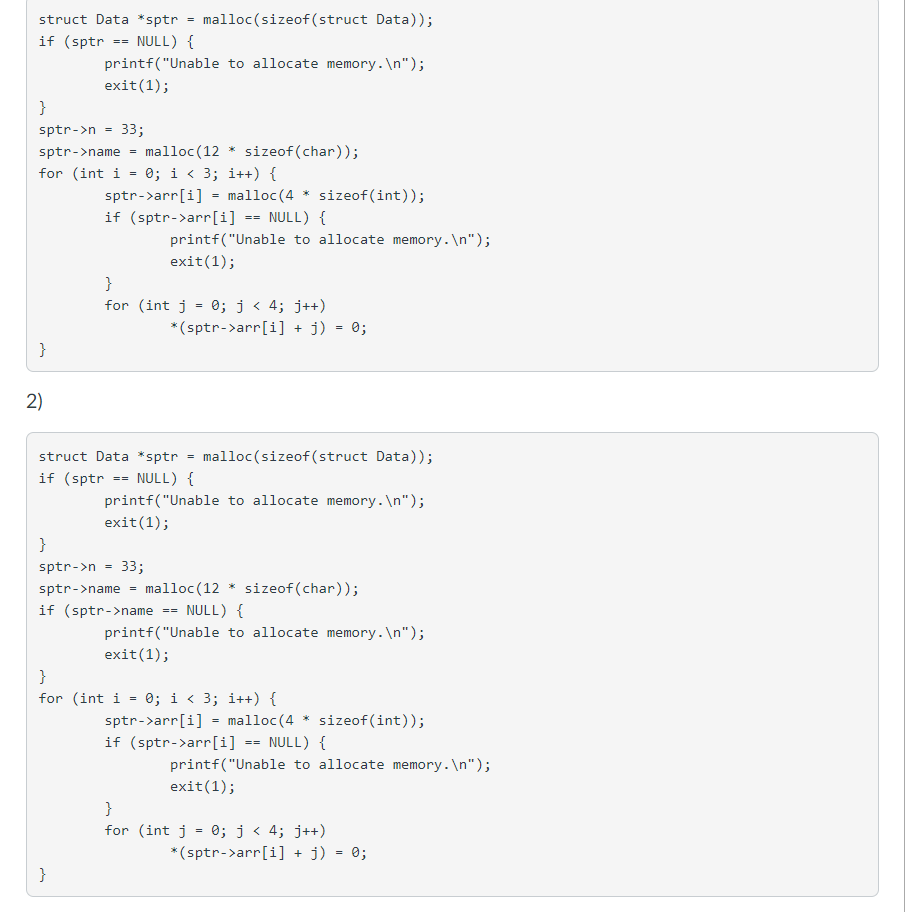 struct Data *sptr = malloc(sizeof(struct Data));
if (sptr == NULL) {
        printf("Unable to allocate memory.\n");
        exit(1);
}
sptr->n = 33;
sptr->name = malloc(12 * sizeof(char));
for (int i = 0; i < 3; i++) {
        sptr->arr[i] = malloc(4 * sizeof(int));
        if (sptr->arr[i] == NULL) {
                printf("Unable to allocate memory.\n");
                exit(1);
        }
        for (int j = 0; j < 4; j++)
                *(sptr->arr[i] + j) = 0;
}
2)
struct Data *sptr = malloc(sizeof(struct Data));
if (sptr == NULL) {
        printf("Unable to allocate memory.\n");
        exit(1);
}
sptr->n = 33;
sptr->name = malloc(12 * sizeof(char));
if (sptr->name == NULL) {
        printf("Unable to allocate memory.\n");
        exit(1);
}
for (int i = 0; i < 3; i++) {
        sptr->arr[i] = malloc(4 * sizeof(int));
        if (sptr->arr[i] == NULL) {
                printf("Unable to allocate memory.\n");
                exit(1);
        }
        for (int j = 0; j < 4; j++)
                *(sptr->arr[i] + j) = 0;
}